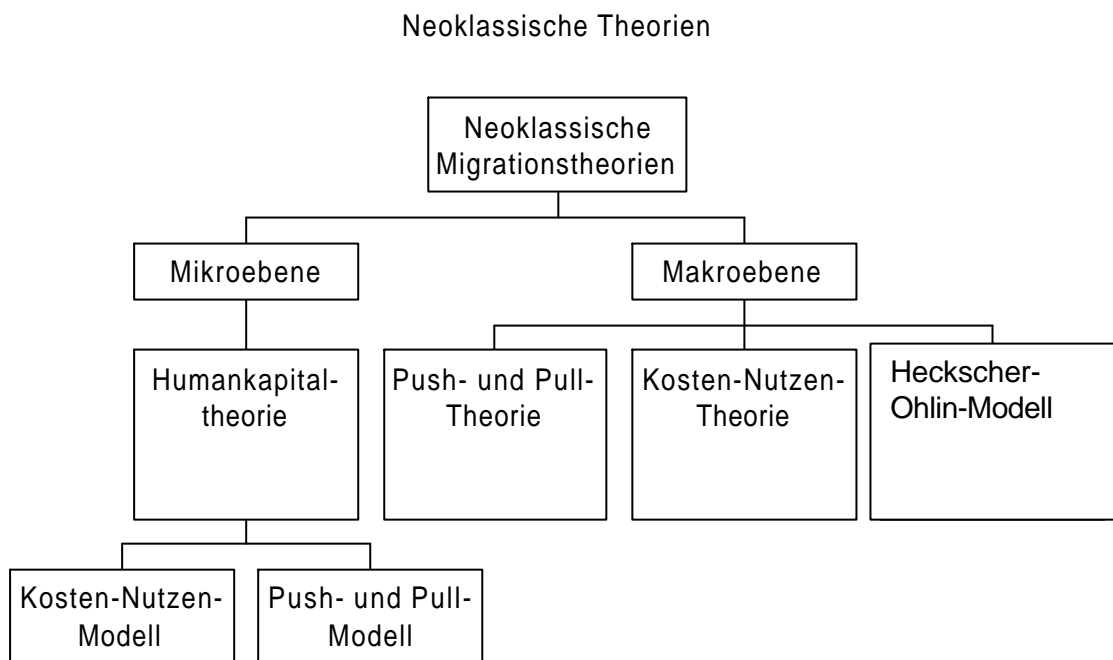 Neoklassische Theorien
Neoklassische
Migrationstheorien
Mikroebene
Makroebene
Humankapital-
theorie
Push- und Pull-
Theorie
Kosten-Nutzen-
Theorie
Heckscher-
Ohlin-Modell
Kosten-Nutzen-
Modell
Push- und Pull-
Modell